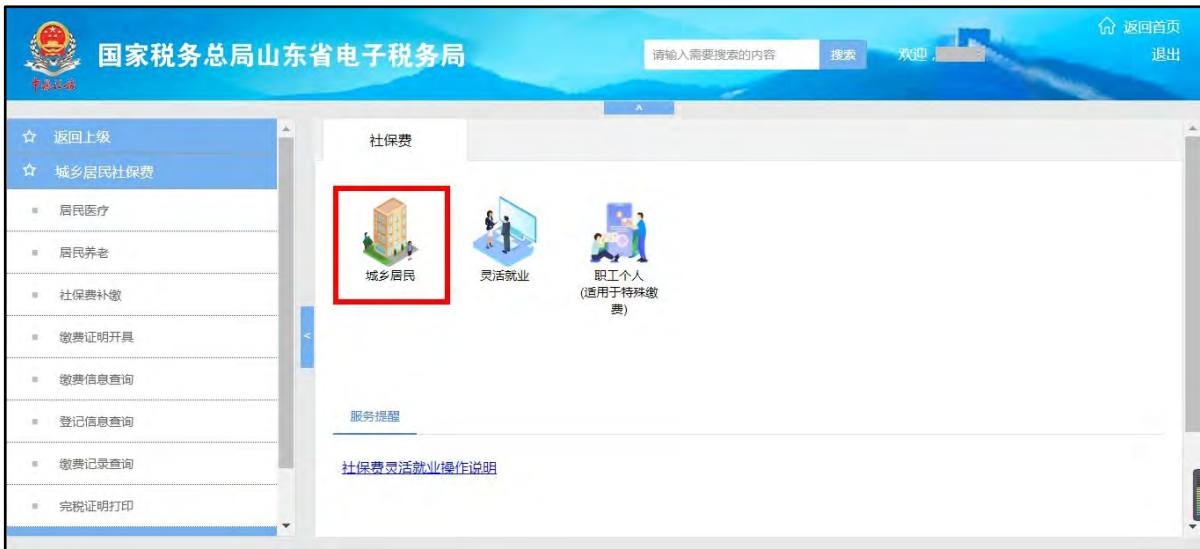 返回首页
国家税务总局山东省电子税务局
请输入需要搜索的内容
搜索
欢迎，
退出
中国税务
返回上级
城乡居民社保费
居民医疗
居民养老
社保费补缴
缴费证明开具
缴费信息查询
登记信息查询
缴费记录查询
完税证明打印
社保费
城乡居民
灵活就业
职工个人
(适用于特殊缴
费)
服务提醒
社保费灵活就业操作说明